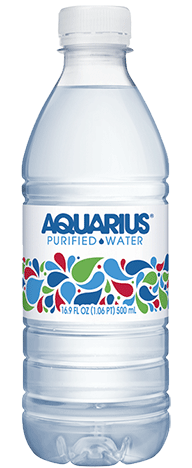 AQUARIUS®
PURIFIED WATER
16.9 FL OZ (1.06 PT) 500 mL